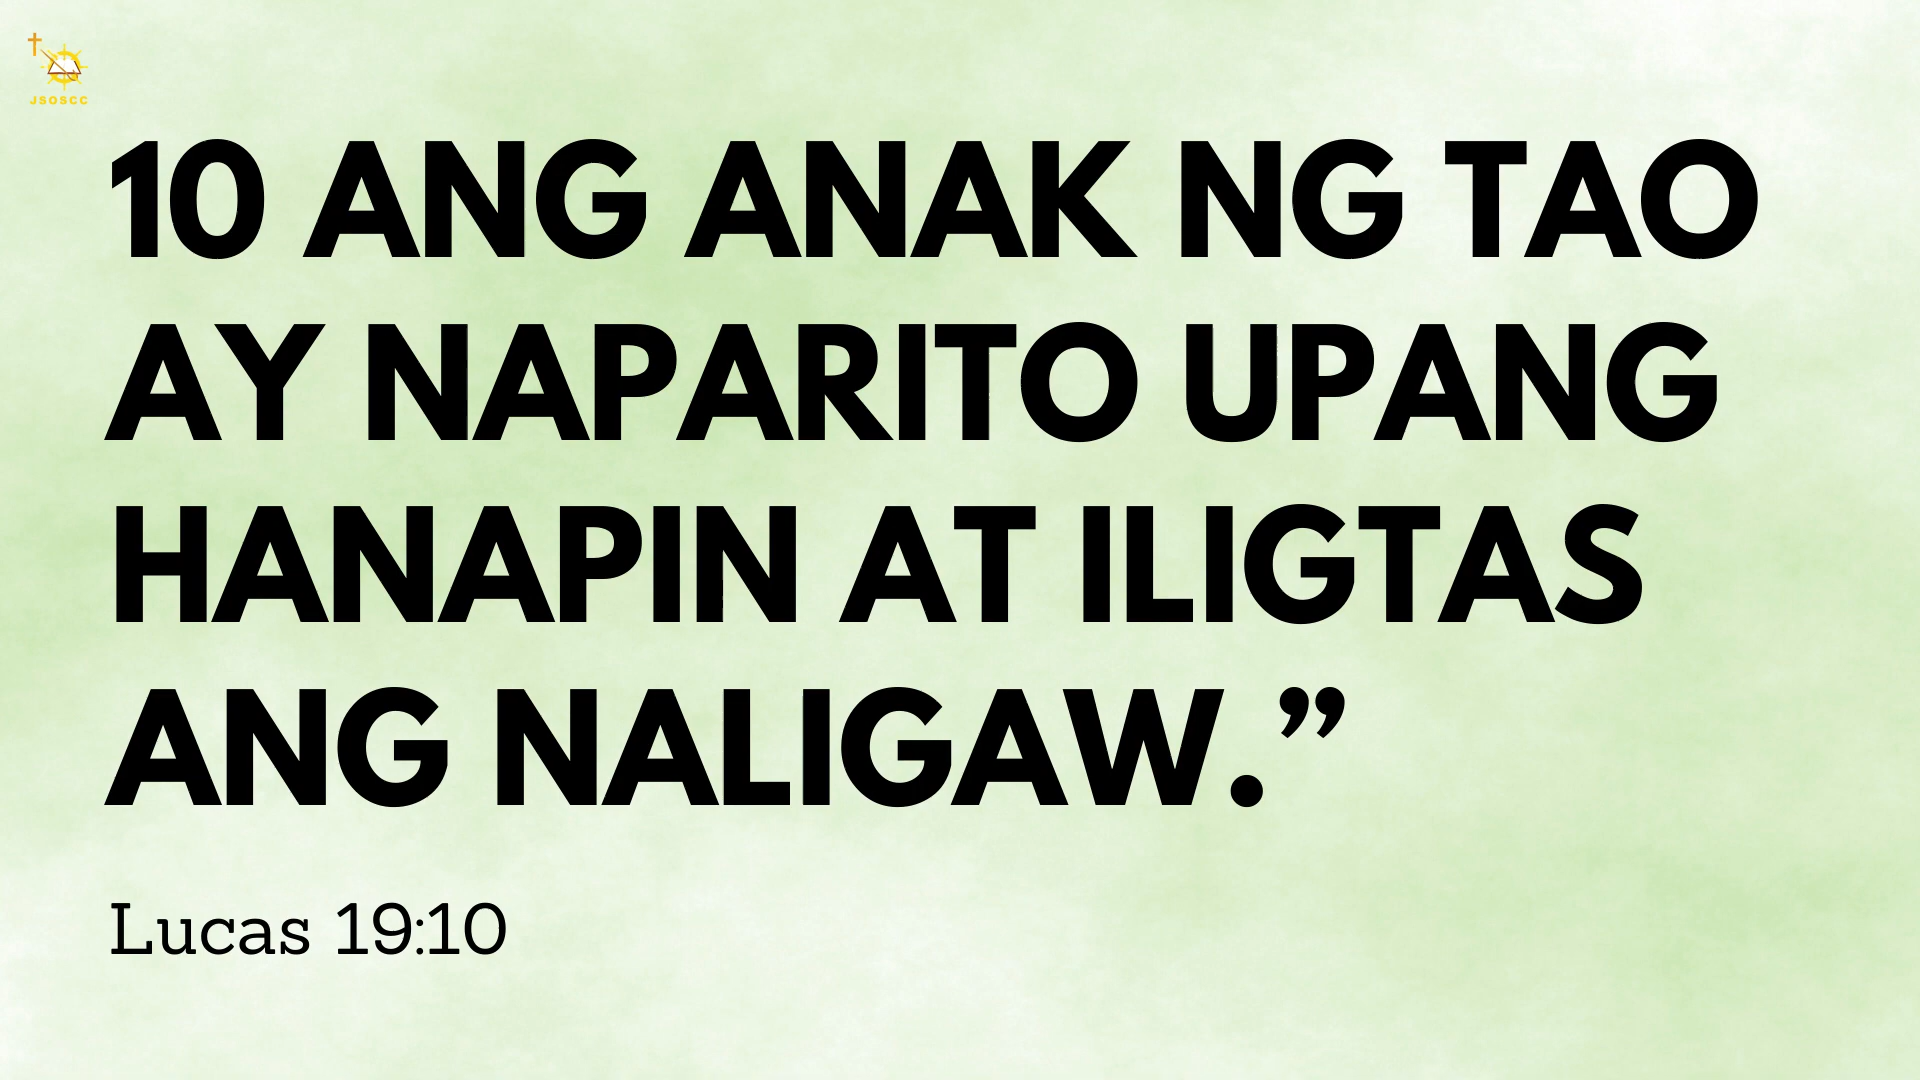 JSOSCC
10 ANG ANAK NG TAO
AY NAPARITO UPANG
HANAPIN AT ILIGTAS
ANG NALIGAW.”
Lucas 19:10